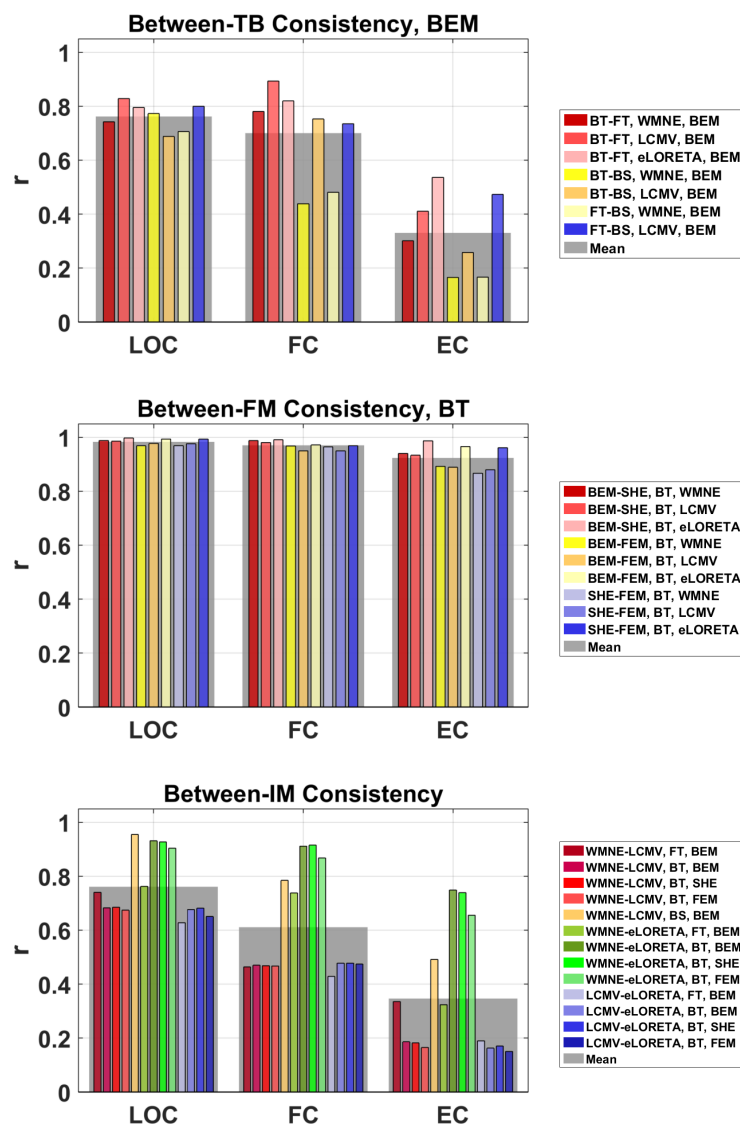 Between-TB Consistency, BEM
1
0.8
0.6
0.4
0.2
0
r
LOC FC EC
BT-FT, WMNE, BEM
BT-FT, LCMV, BEM
BT-FT, eLORETA, BEM
BT-BS, WMNE, BEM
BT-BS, LCMV, BEM
FT-BS, WMNE, BEM
FT-BS, LCMV, BEM
Mean
Between-FM Consistency, BT
1
0.8
0.6
0.4
0.2
0
r
LOC FC EC
BEM-SHE, BT, WMNE
BEM-SHE, BT, LCMV
BEM-SHE, BT, eLORETA
BEM-FEM, BT, WMNE
BEM-FEM, BT, LCMV
BEM-FEM, BT, eLORETA
SHE-FEM, BT, WMNE
SHE-FEM, BT, LCMV
SHE-FEM, BT, eLORETA
Mean
Between-IM Consistency
1
0.8
0.6
0.4
0.2
0
r
LOC FC EC
WMNE-LCMV, FT, BEM
WMNE-LCMV, BT, BEM
WMNE-LCMV, BT, SHE
WMNE-LCMV, BT, FEM
WMNE-LCMV, BS, BEM
WMNE-eLORETA, FT, BEM
WMNE-eLORETA, BT, BEM
WMNE-eLORETA, BT, SHE
WMNE-eLORETA, BT, FEM
LCMV-eLORETA, FT, BEM
LCMV-eLORETA, BT, BEM
LCMV-eLORETA, BT, SHE
LCMV-eLORETA, BT, FEM
Mean